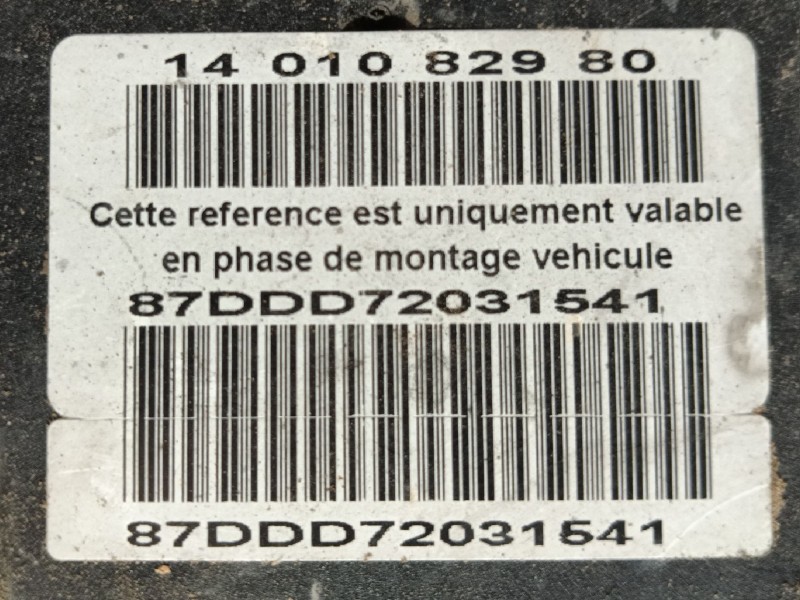 14 010 829 80
Cette reference est uniquement valable
en phase de montage vehicule
87DDD72031541
87DDD72031541